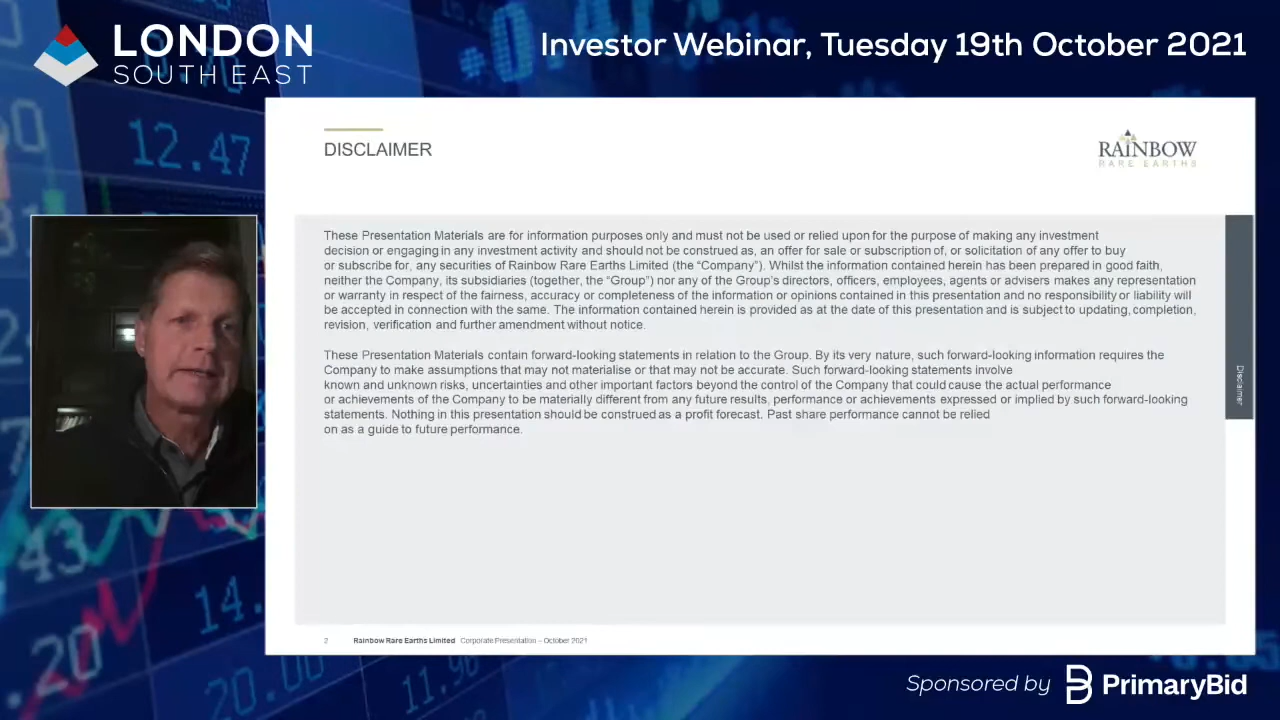 LONDON
SOUTH EAST
Investor Webinar, Tuesday 19th October 2021
12.47
DISCLAIMER
RAINBOW
RARE EARTHS
These Presentation Materials are for information purposes only and must not be used or relied upon for the purpose of making any investment
decision or engaging in any investment activity and should not be construed as, an offer for sale or subscription of, or solicitation of any offer to buy
or subscribe for, any securities of Rainbow Rare Earths Limited (the “Company”). Whilst the information contained herein has been prepared in good faith,
neither the Company, its subsidiaries (together, the “Group”) nor any of the Group’s directors, officers, employees, agents or advisers makes any representation
or warranty in respect of the fairness, accuracy or completeness of the information or opinions contained in this presentation and no responsibility or liability will
be accepted in connection with the same. The information contained herein is provided as at the date of this presentation and is subject to updating, completion,
revision, verification and further amendment without notice.
These Presentation Materials contain forward-looking statements in relation to the Group. By its very nature, such forward-looking information requires the
Company to make assumptions that may not materialise or that may not be accurate. Such forward-looking statements involve
known and unknown risks, uncertainties and other important factors beyond the control of the Company that could cause the actual performance
or achievements of the Company to be materially different from any future results, performance or achievements expressed or implied by such forward-looking
statements. Nothing in this presentation should be construed as a profit forecast. Past share performance cannot be relied
on as a guide to future performance.
Disclaimer
43
14.
.20
20.00
11.96
2 Rainbow Rare Earths Limited Corporate Presentation – October 2021
Sponsored by PrimaryBid